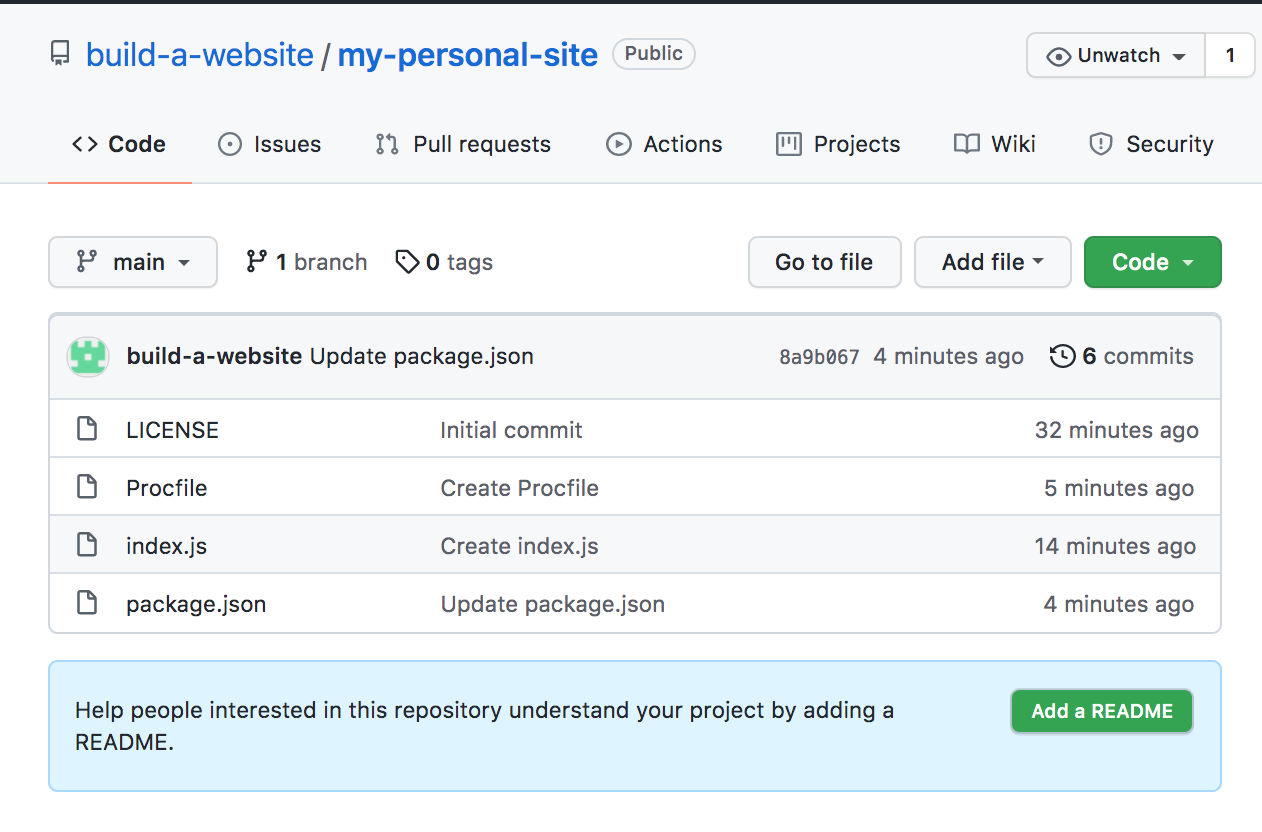 build-a-website / my-personal-site Public Unwatch 1
<> Code Issues Pull requests Actions Projects Wiki Security
main 1 branch 0 tags Go to file Add file Code
build-a-website Update package.json 8a9b067 4 minutes ago 6 commits
LICENSE Initial commit 32 minutes ago
Procfile Create Procfile 5 minutes ago
index.js Create index.js 14 minutes ago
package.json Update package.json 4 minutes ago
Help people interested in this repository understand your project by adding a
README.
Add a README